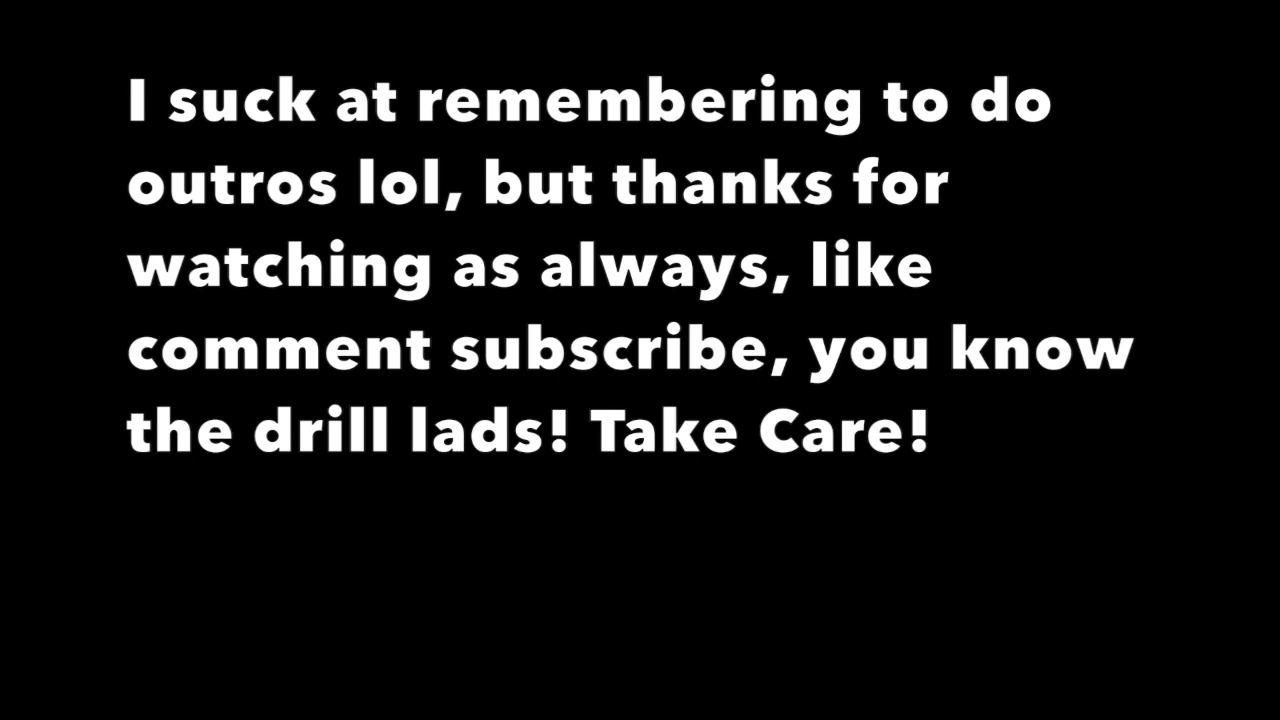 I suck at remembering to do
outros lol, but thanks for
watching as always, like
comment subscribe, you know
the drill lads! Take Care!